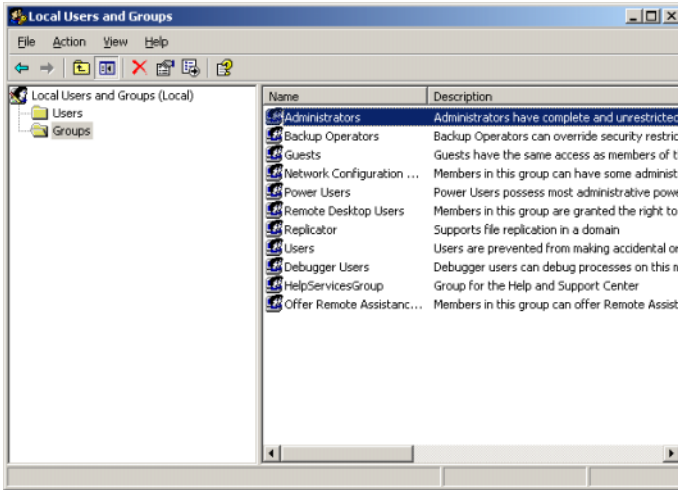 Local Users and Groups
File Action View Help
Local Users and Groups (Local)
Users
Groups
Name Description
Administrators Administrators have complete and unrestricted
Backup Operators Backup Operators can override security restric
Guests Guests have the same access as members of t
Network Configuration ... Members in this group can have some administ
Power Users Power Users possess most administrative powe
Remote Desktop Users Members in this group are granted the right to
Replicator Supports file replication in a domain
Users Users are prevented from making accidental or
Debugger Users Debugger users can debug processes on this m
HelpServicesGroup Group for the Help and Support Center
Offer Remote Assistanc... Members in this group can offer Remote Assist